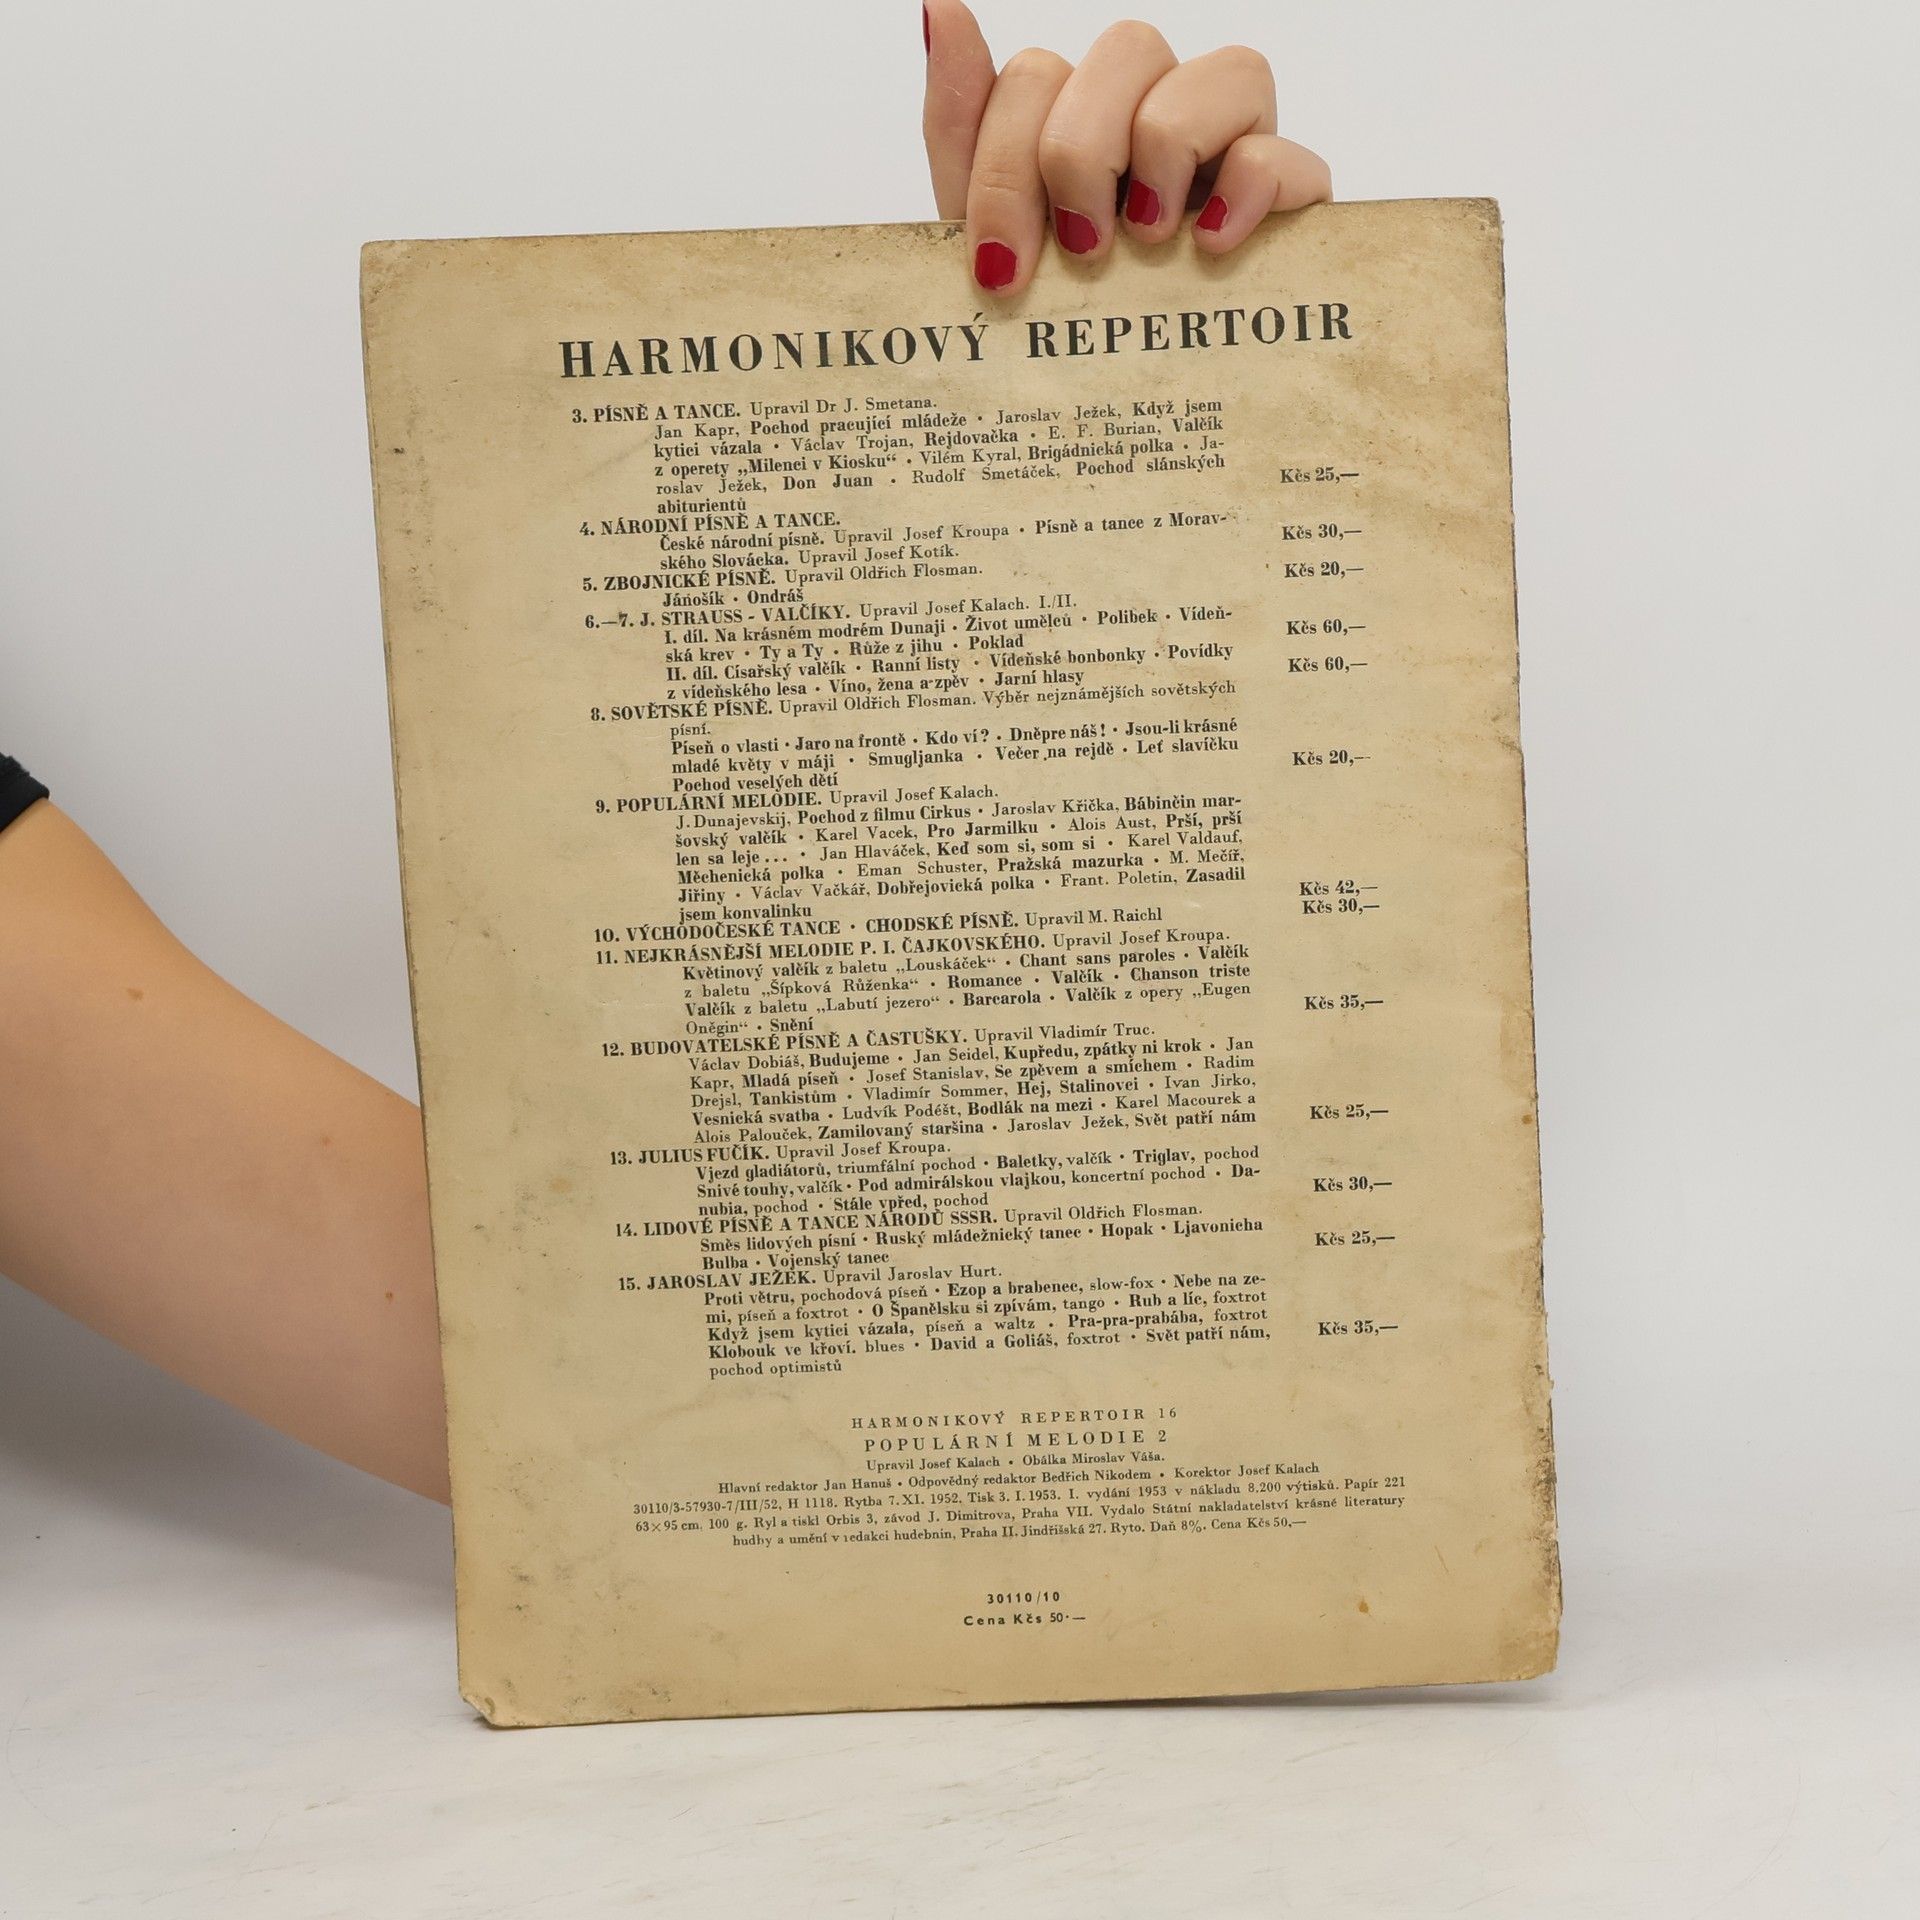 HARMONIKOVÝ REPERTOIR
3. PÍSNĚ A TANCE. Upravil Dr J. Smetana.
Jan Kapr, Pochod pracující mládeže • Jaroslav Ježek, Když jsem
kytici vázala • Václav Trojan, Rejdovačka • E. F. Burian, Valčík
z operety „Milenci v Kiosku“ • Vilém Kyral, Brigádnická polka • Ja-
roslav Ježek, Don Juan • Rudolf Smetáček, Pochod slánských
abiturientů Kčs 25,—
4. NÁRODNÍ PÍSNĚ A TANCE.
České národní písně. Upravil Josef Kroupa • Písně a tance z Morav-
ského Slovácka. Upravil Josef Kotík. Kčs 30,—
5. ZBOJNICKÉ PÍSNĚ. Upravil Oldřich Flosman.
Jánošík • Ondráš Kčs 20,—
6.—7. J. STRAUSS - VALČÍKY. Upravil Josef Kalach. I./II.
I. díl. Na krásném modrém Dunaji • Život umělců • Polibek • Vídeň-
ská krev • Ty a Ty • Růže z jihu • Poklad Kčs 60,—
II. díl. Císařský valčík • Ranní listy • Vídeňské bonbonky • Povídky
z vídeňského lesa • Víno, žena a zpěv • Jarní hlasy Kčs 60,—
8. SOVĚTSKÉ PÍSNĚ. Upravil Oldřich Flosman. Výběr nejznámějších sovětských
písní.
Píseň o vlasti • Jaro na frontě • Kdo ví? • Dněpre náš! • Jsou-li krásné
mladé květy v máji • Smugljanka • Večer na rejdě • Leť slavíčku
Pochod veselých dětí Kčs 20,—
9. POPULÁRNÍ MELODIE. Upravil Josef Kalach.
J. Dunajevskij, Pochod z filmu Cirkus • Jaroslav Křička, Bábinčin mar-
šovský valčík • Karel Vacek, Pro Jarmilku • Alois Aust, Prší, prší
len sa leje... • Jan Hlaváček, Keď som si, som si • Karel Valdauf,
Měchenická polka • Eman Schuster, Pražská mazurka • M. Mečíř,
Jiřiny • Václav Vačkář, Dobřejovická polka • Frant. Poletin, Zasadil
jsem konvalinku Kčs 42,—
10. VÝCHODOČESKÉ TANCE • CHODSKÉ PÍSNĚ. Upravil M. Raichl Kčs 30,—
11. NEJKRÁSNĚJŠÍ MELODIE P. I. ČAJKOVSKÉHO. Upravil Josef Kroupa.
Květinový valčík z baletu „Louskáček“ • Chant sans paroles • Valčík
z baletu „Šípková Růženka“ • Romance • Valčík • Chanson triste
Valčík z baletu „Labutí jezero“ • Barcarola • Valčík z opery „Eugen
Oněgin“ • Snění Kčs 35,—
12. BUDOVATELSKÉ PÍSNĚ A ČASTUŠKY. Upravil Vladimír Truc.
Václav Dobiáš, Budujeme • Jan Seidel, Kupředu, zpátky ni krok • Jan
Kapr, Mladá píseň • Josef Stanislav, Se zpěvem a smíchem • Radim
Drejsl, Tankistům • Vladimír Sommer, Hej, Stalinovci • Ivan Jirko,
Vesnická svatba • Ludvík Podéšt, Bodlák na mezi • Karel Macourek a
Alois Palouček, Zamilovaný staršina • Jaroslav Ježek, Svět patří nám Kčs 25,—
13. JULIUS FUČÍK. Upravil Josef Kroupa.
Vjezd gladiátorů, triumfální pochod • Baletky, valčík • Triglav, pochod
Snivé touhy, valčík • Pod admirálskou vlajkou, koncertní pochod • Da-
nubia, pochod • Stále vpřed, pochod Kčs 30,—
14. LIDOVÉ PÍSNĚ A TANCE NÁRODŮ SSSR. Upravil Oldřich Flosman.
Směs lidových písní • Ruský mládežnický tanec • Hopak • Ljavonicha
Bulba • Vojenský tanec Kčs 25,—
15. JAROSLAV JEŽEK. Upravil Jaroslav Hurt.
Proti větru, pochodová píseň • Ezop a brabenec, slow-fox • Nebe na ze-
mi, píseň a foxtrot • O Španělsku si zpívám, tango • Rub a líc, foxtrot
Když jsem kytici vázala, píseň a waltz • Pra-pra-prabába, foxtrot
Klobouk ve křoví. blues • David a Goliáš, foxtrot • Svět patří nám,
pochod optimistů Kčs 35,—
HARMONIKOVÝ REPERTOIR 16
POPULÁRNÍ MELODIE 2
Upravil Josef Kalach • Obálka Miroslav Váša.
Hlavní redaktor Jan Hanuš • Odpovědný redaktor Bedřich Nikodem • Korektor Josef Kalach
30110/3-57930-7/III/52, H 1118. Rytba 7. XI. 1952. Tisk 3. I. 1953. I. vydání 1953 v nákladu 8.200 výtisků. Papír 221
63×95 cm, 100 g. Ryl a tiskl Orbis 3, závod J. Dimitrova, Praha VII. Vydalo Státní nakladatelství krásné literatury
hudby a umění v redakci hudebnin, Praha II. Jindřišská 27. Ryto. Daň 8%. Cena Kčs 50,—
30110/10
Cena Kčs 50·—